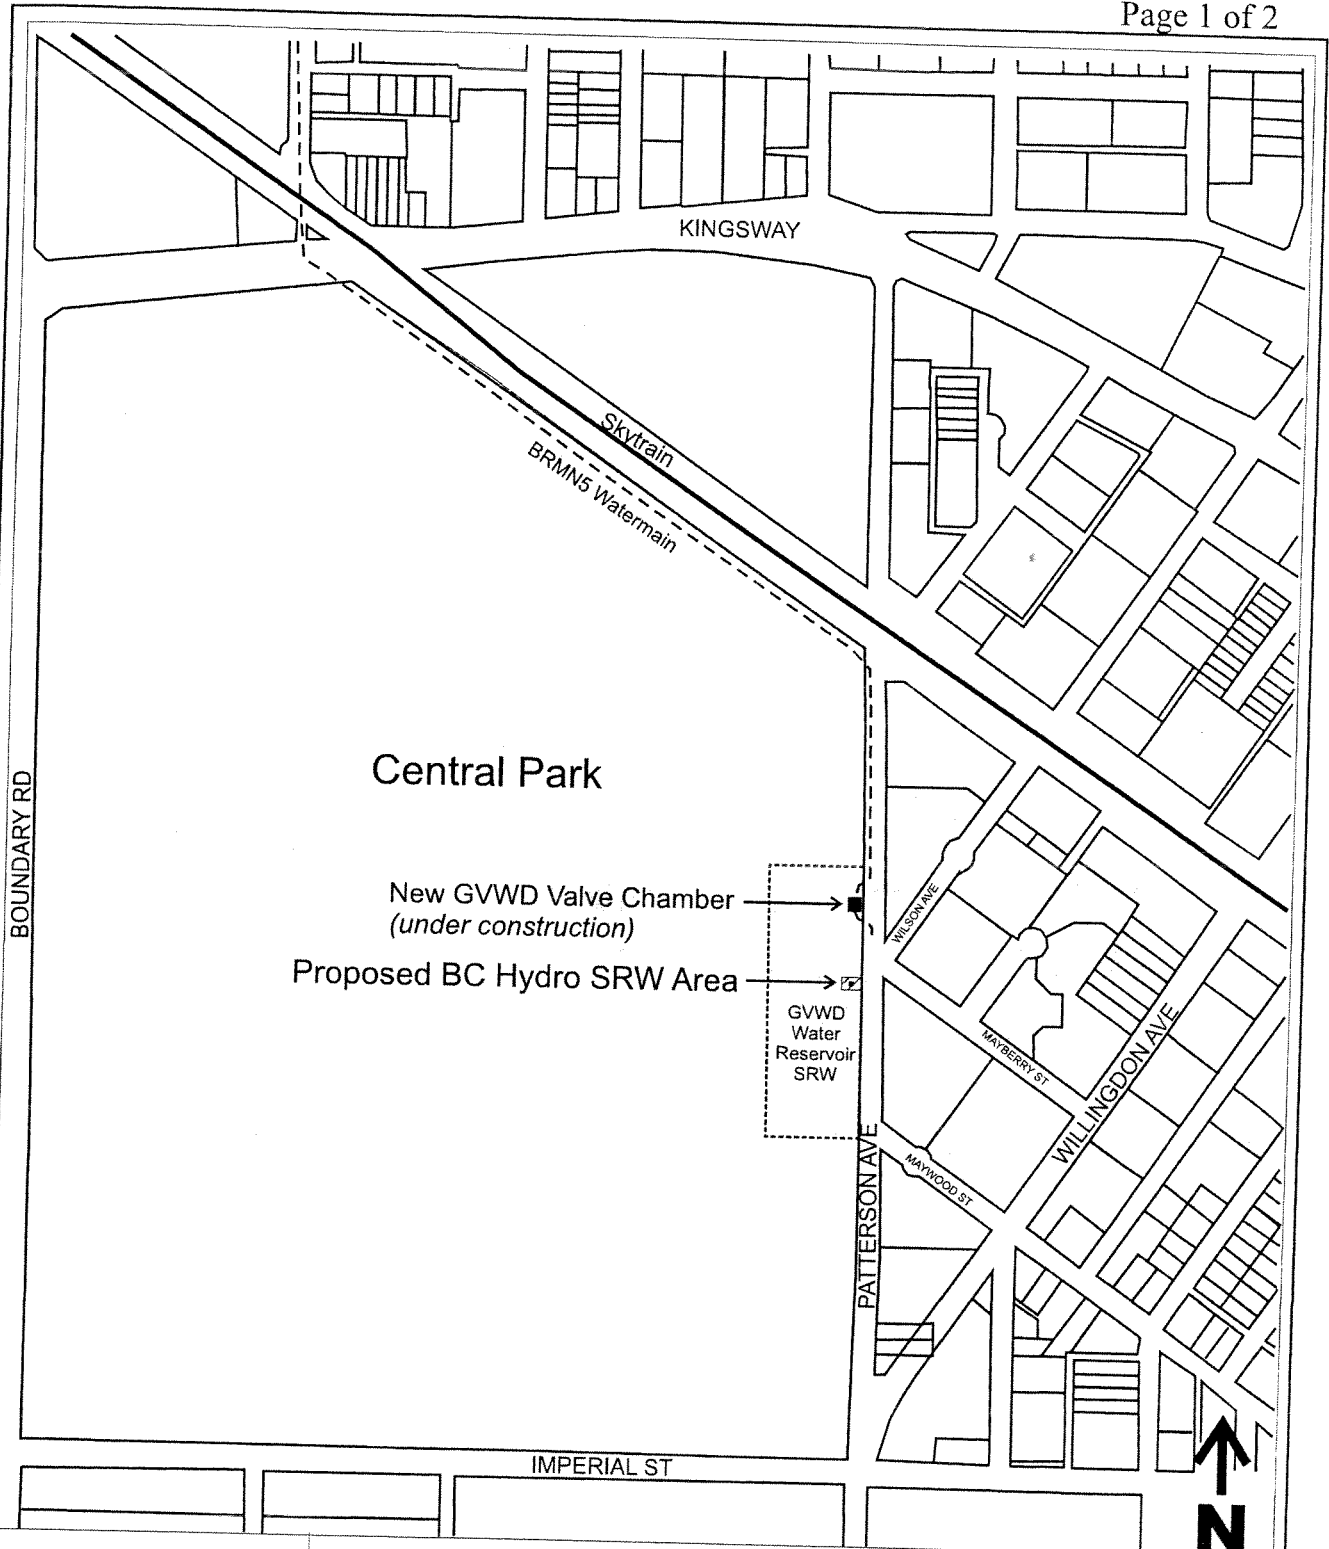 Page 1 of 2
KINGSWAY
Skytrain
BRMN5 Watermain
Central Park
BOUNDARY RD
New GVWD Valve Chamber
(under construction)
WILSON AVE
Proposed BC Hydro SRW Area
GVWD
Water
Reservoir
SRW
MAYBERRY ST
WILLINGDON AVE
PATTERSON AVE
MAYWOOD ST
IMPERIAL ST
N